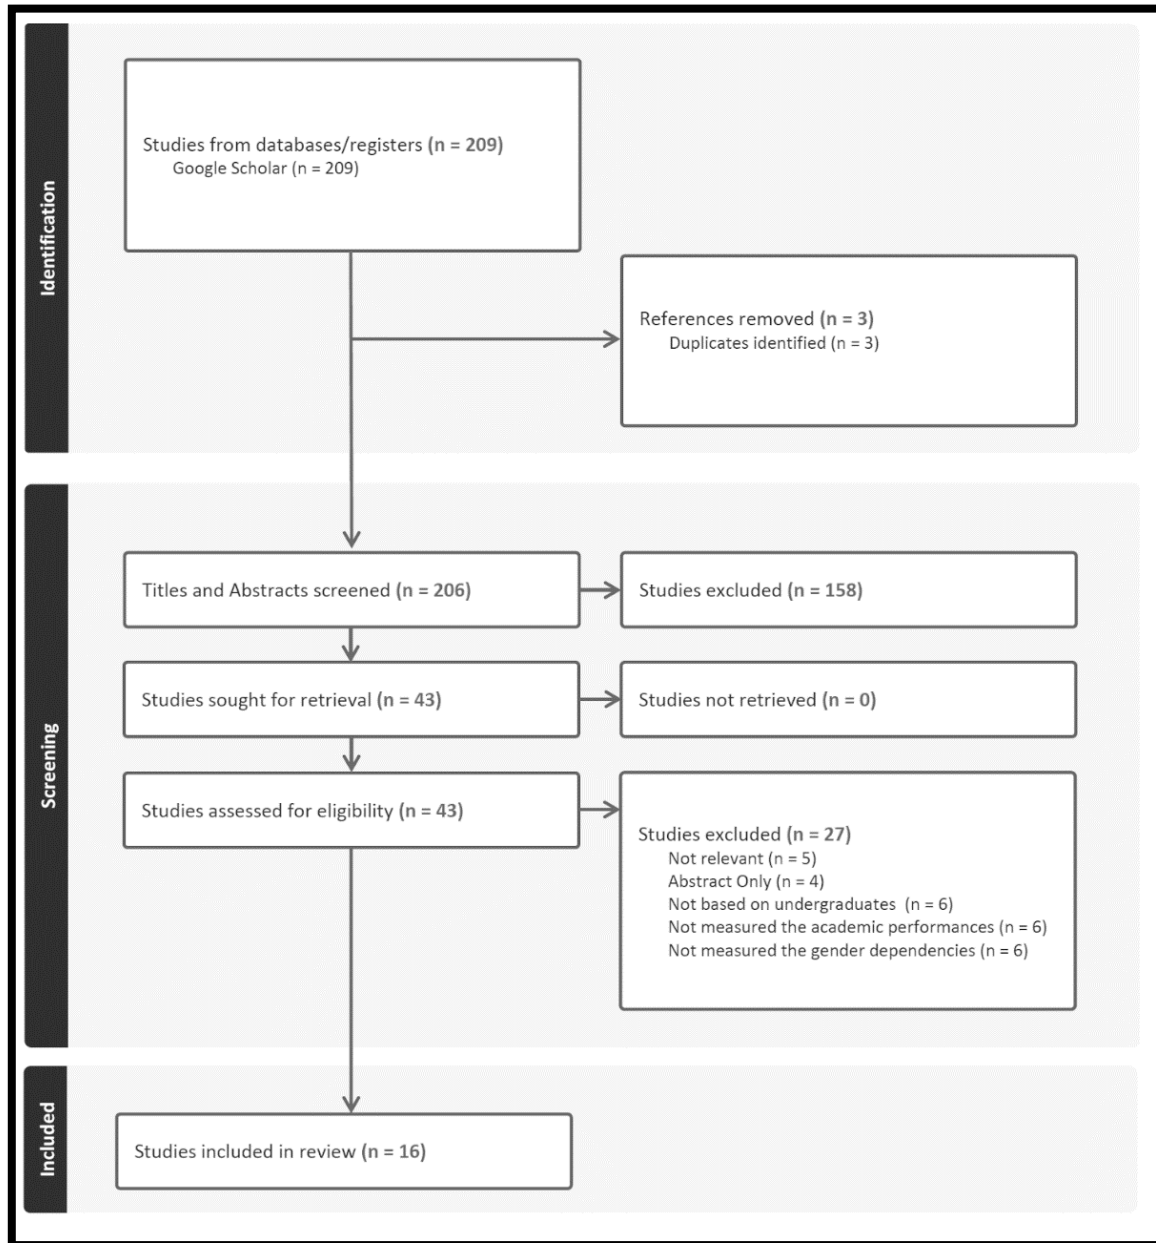 Identification
Studies from databases/registers (n = 209)
Google Scholar (n = 209)
References removed (n = 3)
Duplicates identified (n = 3)
Screening
Titles and Abstracts screened (n = 206)
Studies excluded (n = 158)
Studies sought for retrieval (n = 43)
Studies not retrieved (n = 0)
Studies assessed for eligibility (n = 43)
Studies excluded (n = 27)
Not relevant (n = 5)
Abstract Only (n = 4)
Not based on undergraduates (n = 6)
Not measured the academic performances (n = 6)
Not measured the gender dependencies (n = 6)
Included
Studies included in review (n = 16)